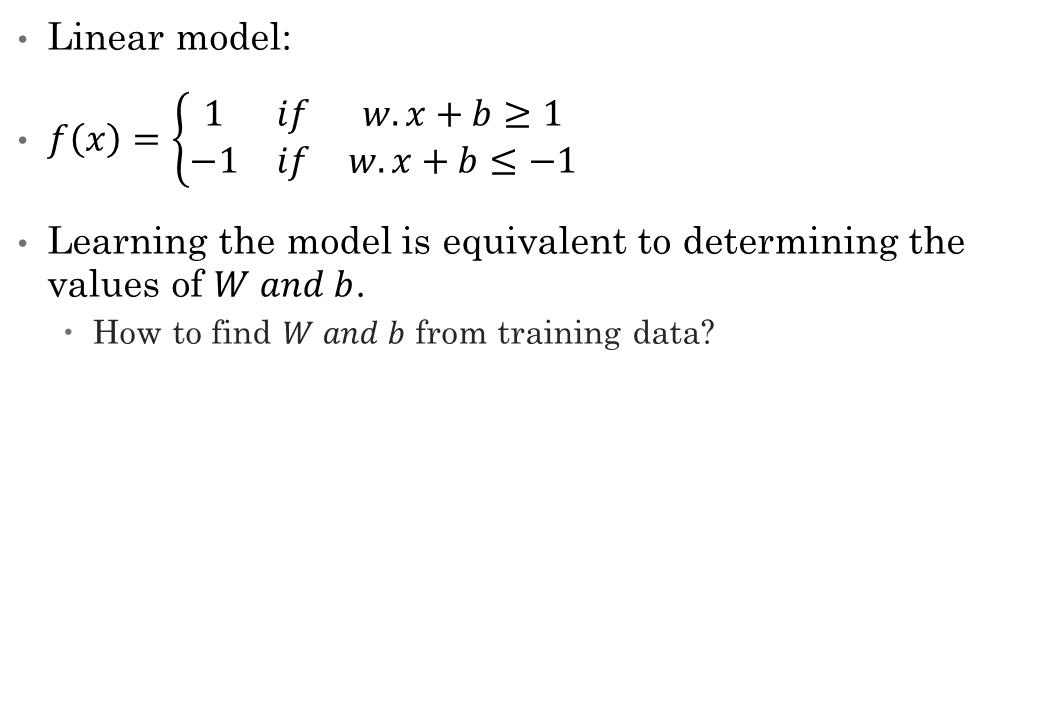 • Linear model:
• f(x) = { 1 if w.x + b ≥ 1
−1 if w.x + b ≤ −1
• Learning the model is equivalent to determining the
values of W and b.
• How to find W and b from training data?